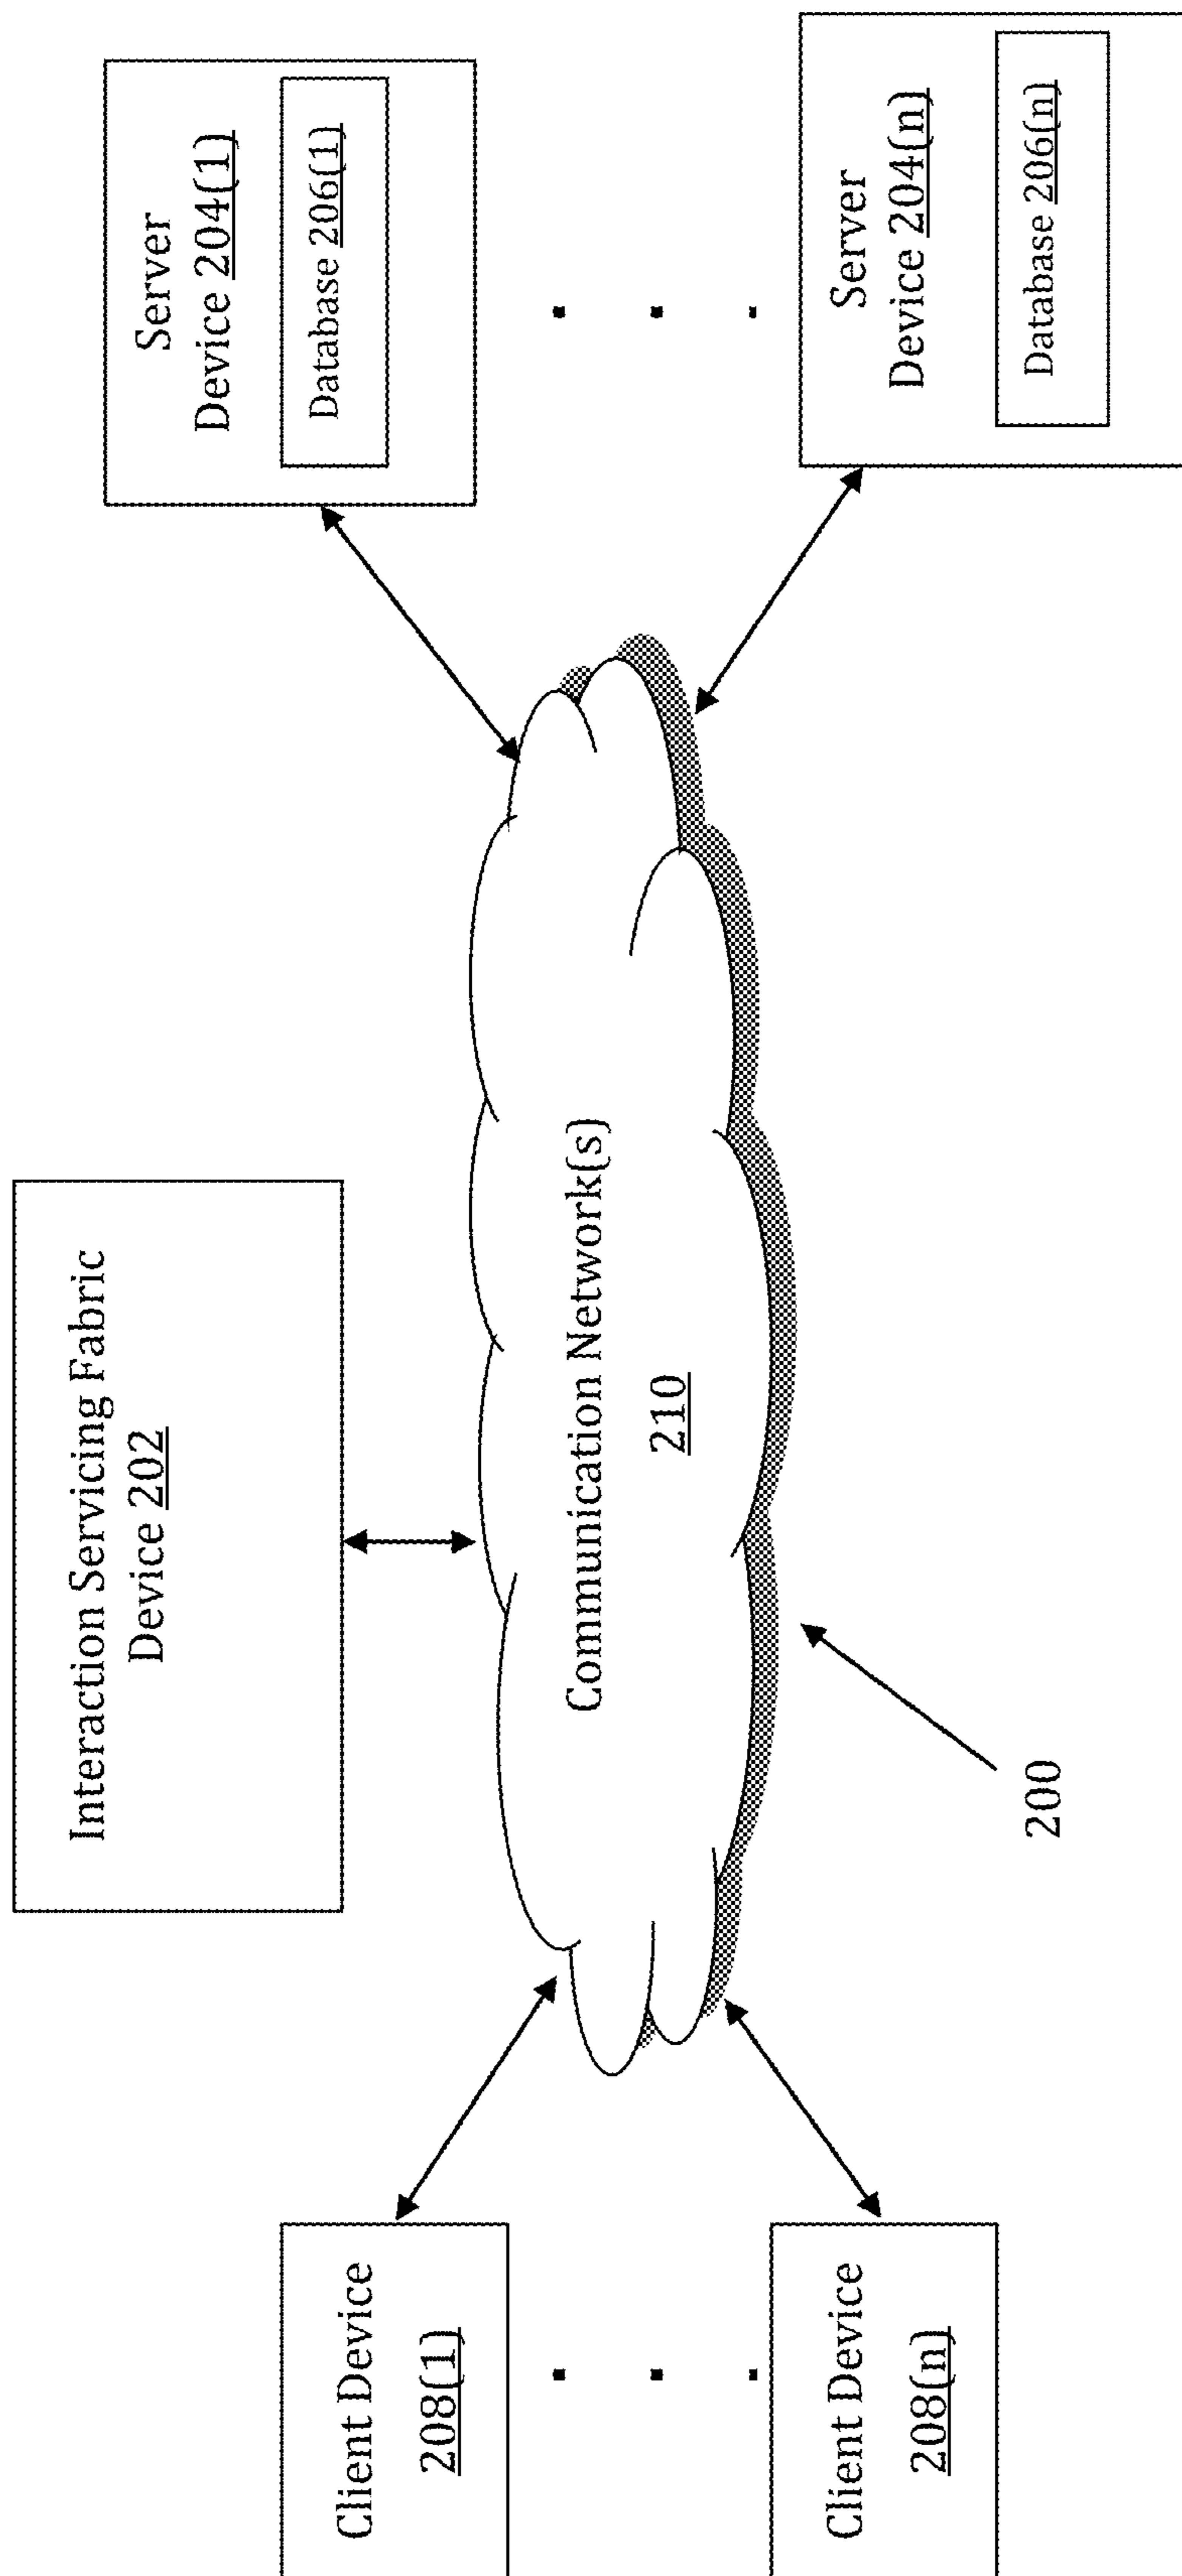 Interaction Servicing Fabric
Device 202
Server
Device 204(1)
Database 206(1)
Client Device
208(1)
Communication Network(s)
210
Server
Device 204(n)
Database 206(n)
Client Device
208(n)
200